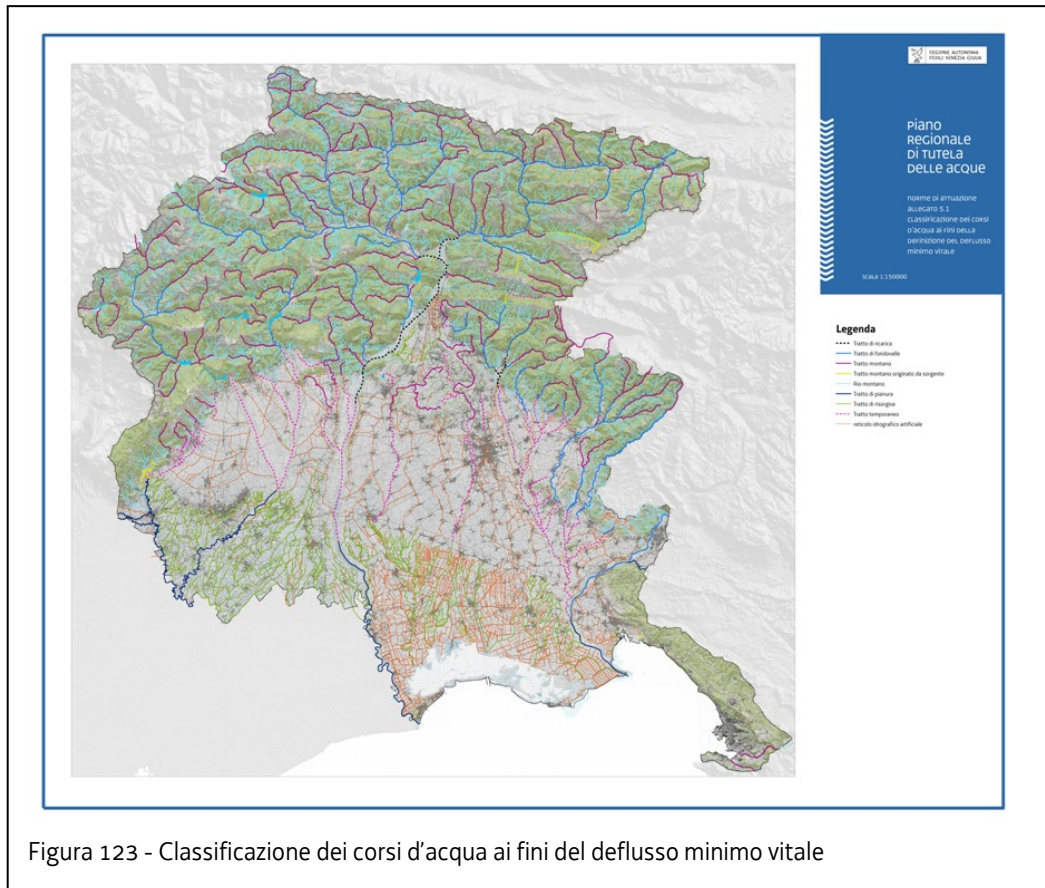 REGIONE AUTONOMA
FRIULI VENEZIA GIULIA
PIANO
REGIONALE
DI TUTELA
DELLE ACQUE
NORME DI ATTUAZIONE
ALLEGATO 5.1
CLASSIFICAZIONE DEI CORSI
D'ACQUA AI FINI DELLA
DEFINIZIONE DEL DEFLUSSO
MINIMO VITALE
SCALA 1:150000
Legenda
Tratto di ricarica
Tratto di fondovalle
Tratto montano
Tratto montano originato da sorgente
Rio montano
Tratto di pianura
Tratto di risorgiva
Tratto temporaneo
reticolo idrografico artificiale
Figura 123 - Classificazione dei corsi d'acqua ai fini del deflusso minimo vitale